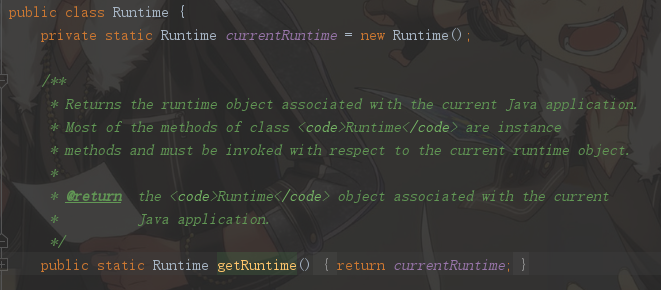 public class Runtime {
    private static Runtime currentRuntime = new Runtime();
    /**
     * Returns the runtime object associated with the current Java application.
     * Most of the methods of class <code>Runtime</code> are instance
     * methods and must be invoked with respect to the current runtime object.
     *
     * @return  the <code>Runtime</code> object associated with the current
     *          Java application.
     */
    public static Runtime getRuntime() { return currentRuntime; }